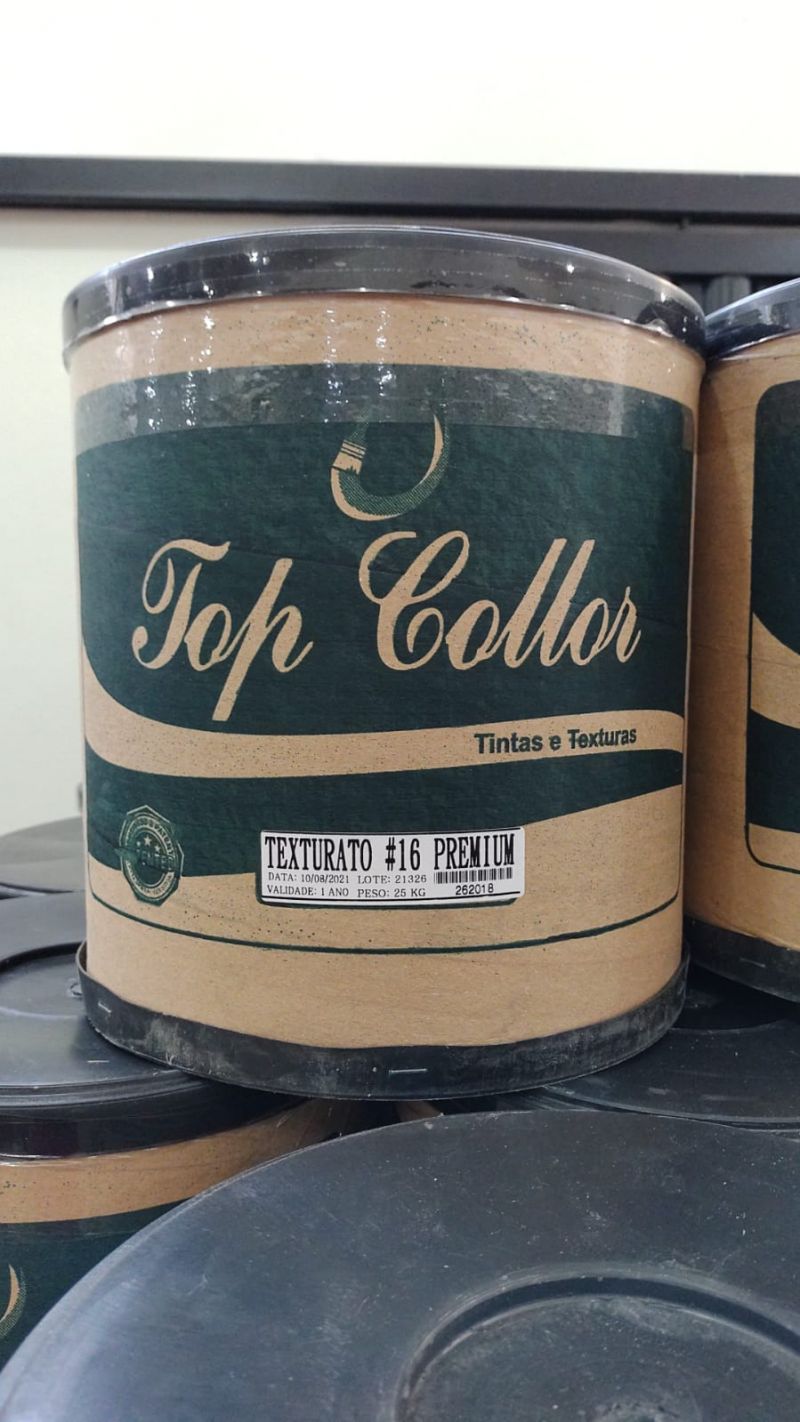 Top Collor
Tintas e Texturas
TEXTURATO #16 PREMIUM
DATA: 10/08/2021 LOTE: 21326
VALIDADE: 1 ANO PESO: 25 KG
262018